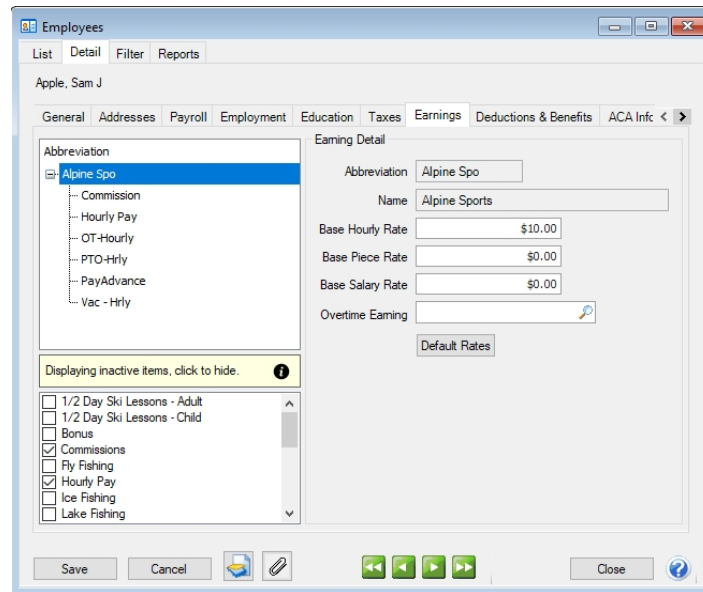 Employees
List Detail Filter Reports
Apple, Sam J
General Addresses Payroll Employment Education Taxes Earnings Deductions & Benefits ACA Infc
Abbreviation
Alpine Spo
Commission
Hourly Pay
OT-Hourly
PTO-Hrly
PayAdvance
Vac - Hrly
Displaying inactive items, click to hide.
1/2 Day Ski Lessons - Adult
1/2 Day Ski Lessons - Child
Bonus
Commissions
Fly Fishing
Hourly Pay
Ice Fishing
Lake Fishing
Earning Detail
Abbreviation Alpine Spo
Name Alpine Sports
Base Hourly Rate $10.00
Base Piece Rate $0.00
Base Salary Rate $0.00
Overtime Earning
Default Rates
Save Cancel Close